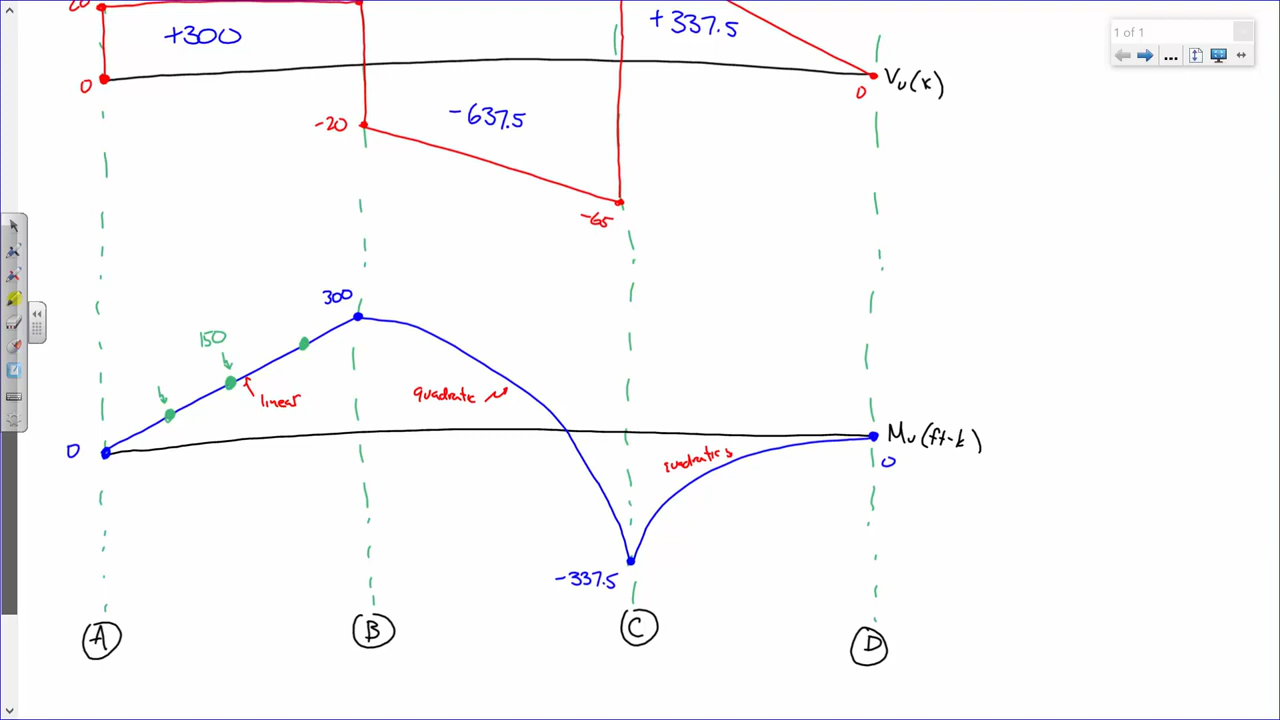 20
+300
+337.5
1 of 1
0
0
Vu(k)
-20
-637.5
-65
300
150
linear
quadratic
0
Mu(ft-k)
0
-337.5
A
B
C
D